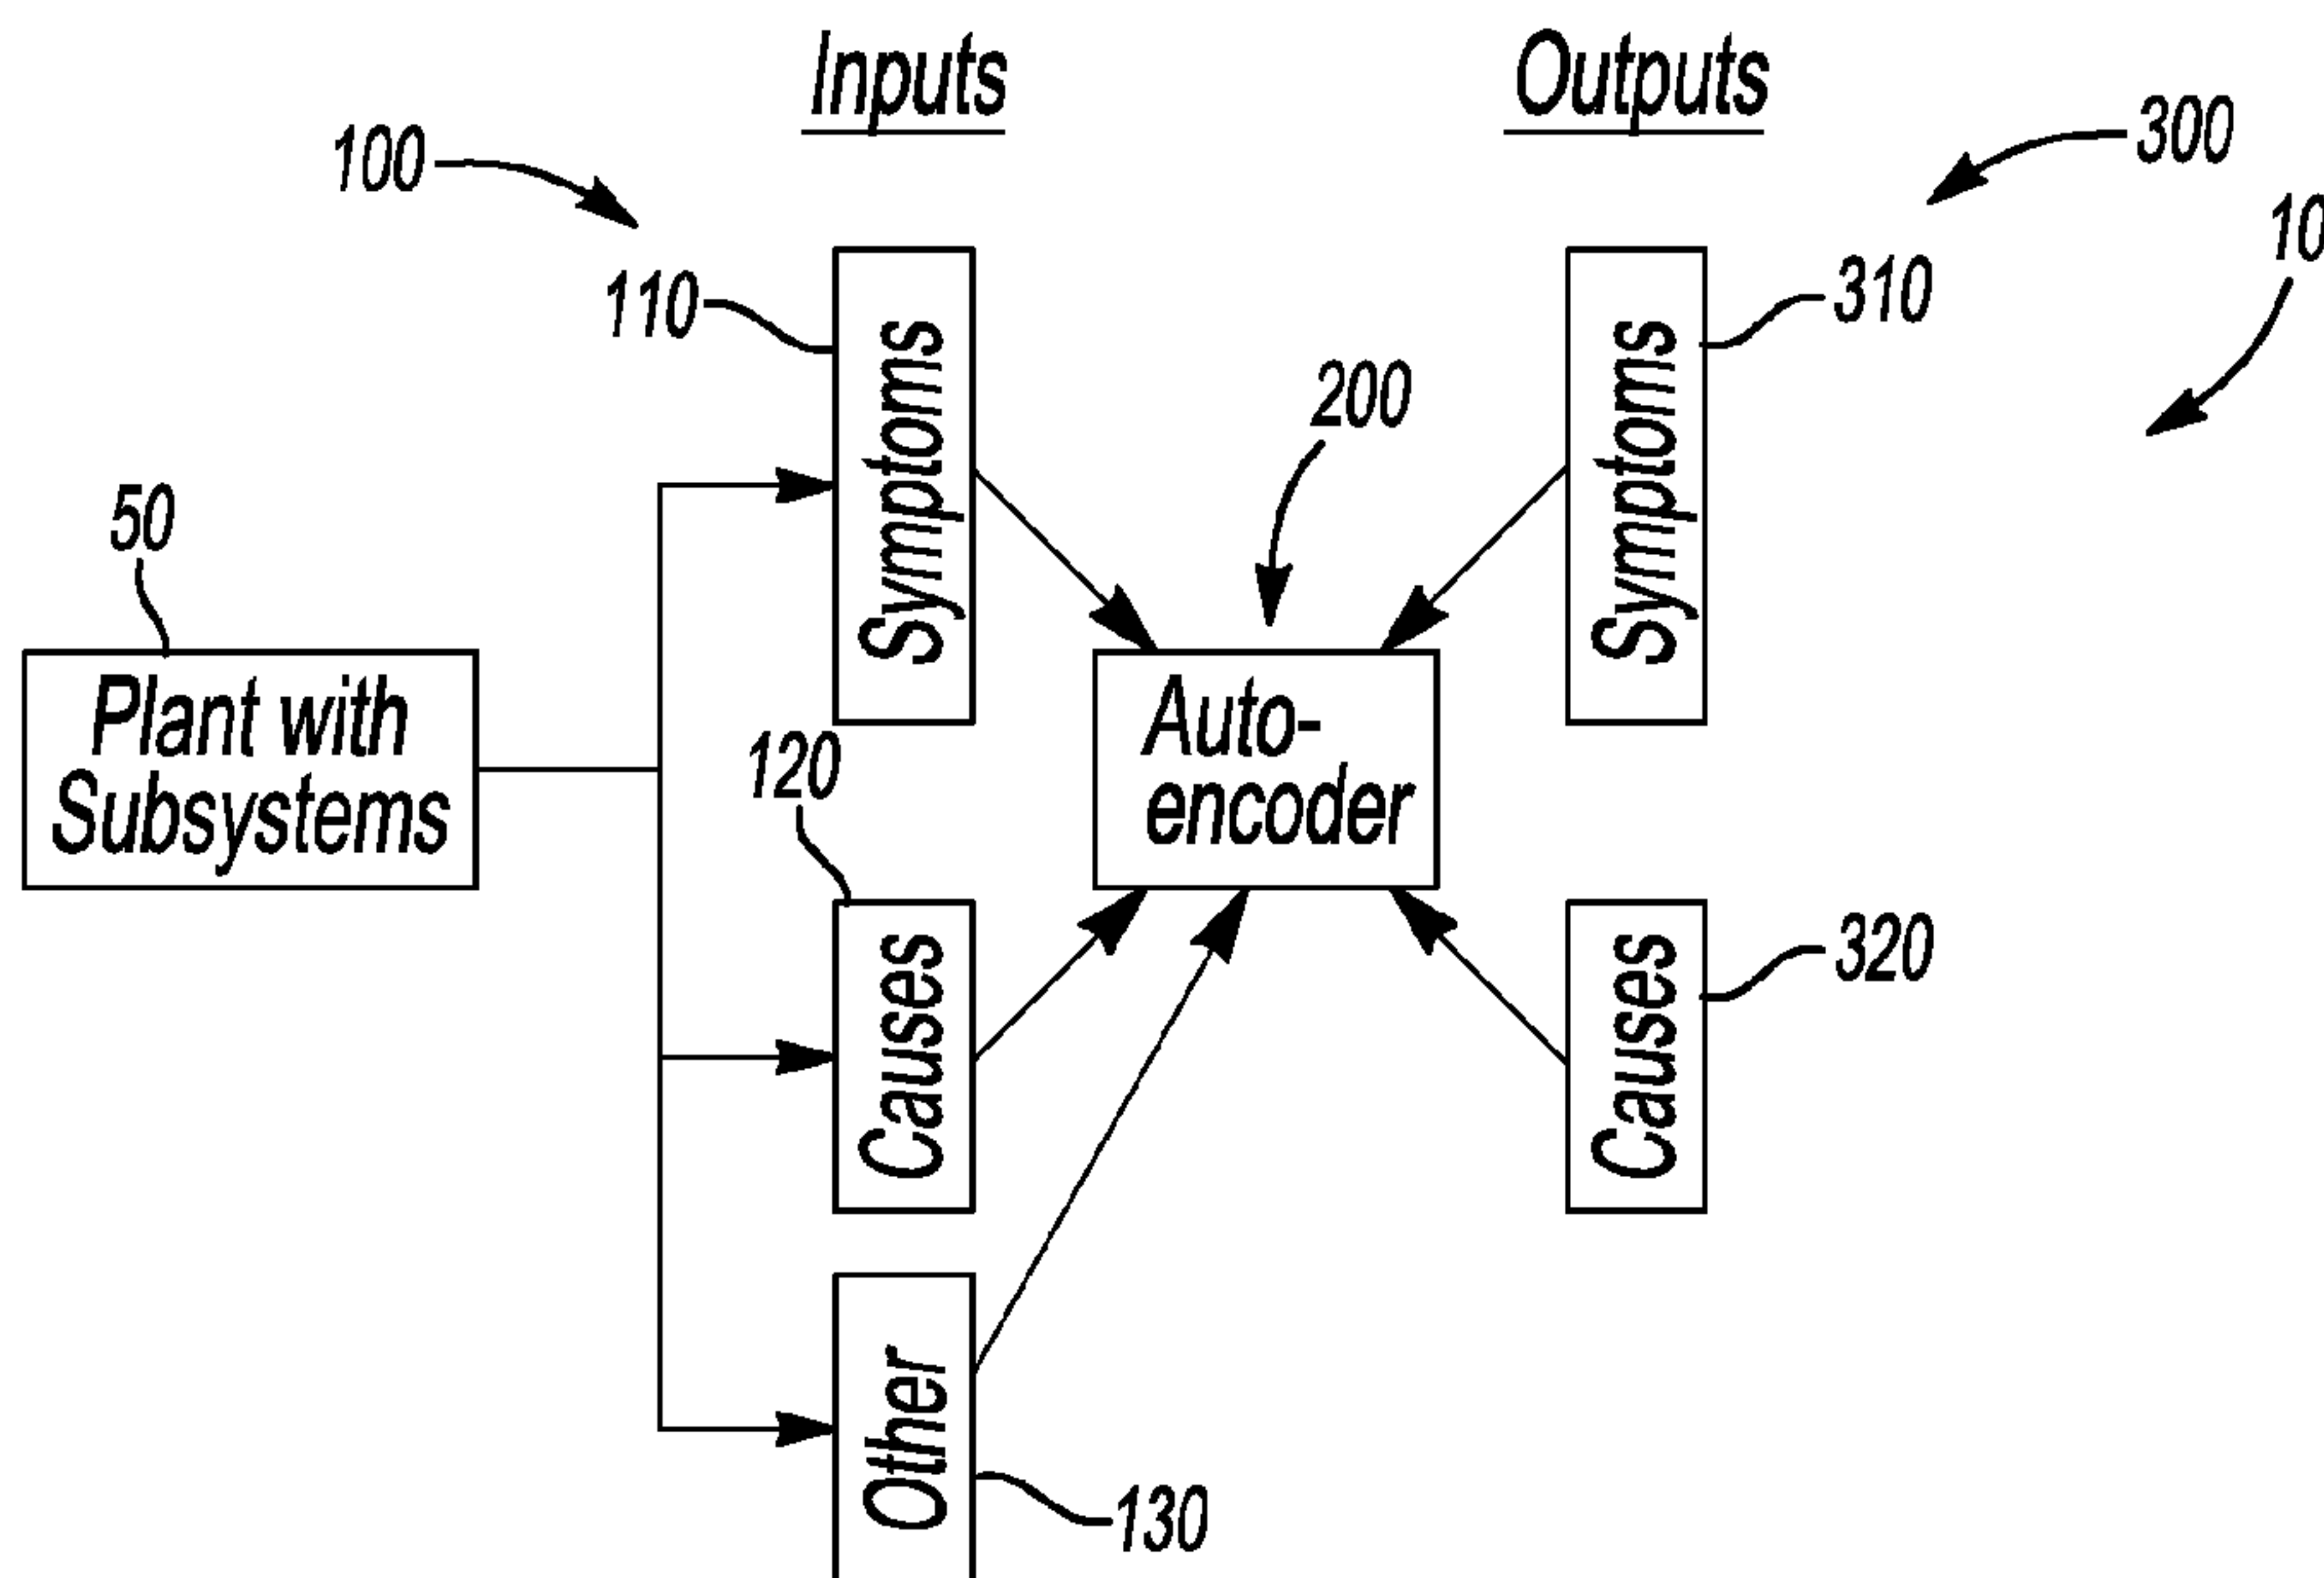 Inputs
Outputs
100
300
10
110
310
Symptoms
Symptoms
200
50
Plant with
Subsystems
Auto-
encoder
120
Causes
Causes
320
Other
130